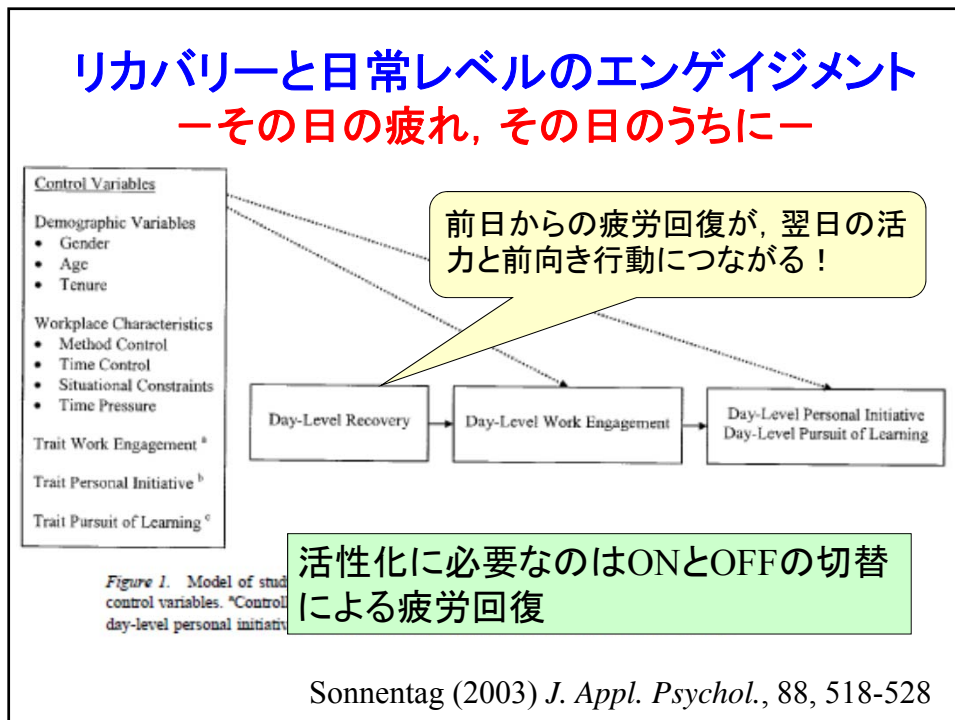 リカバリーと日常レベルのエンゲイジメント
－その日の疲れ，その日のうちに－
Control Variables
Demographic Variables
• Gender
• Age
• Tenure
Workplace Characteristics
• Method Control
• Time Control
• Situational Constraints
• Time Pressure
Trait Work Engagement a
Trait Personal Initiative b
Trait Pursuit of Learning c
前日からの疲労回復が，翌日の活
力と前向き行動につながる！
Day-Level Recovery
Day-Level Work Engagement
Day-Level Personal Initiative
Day-Level Pursuit of Learning
活性化に必要なのはONとOFFの切替
による疲労回復
Figure 1. Model of
control variables.
day-level personal
Sonnentag (2003) J. Appl. Psychol., 88, 518-528